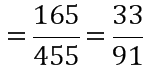 = 165/455 = 33/91